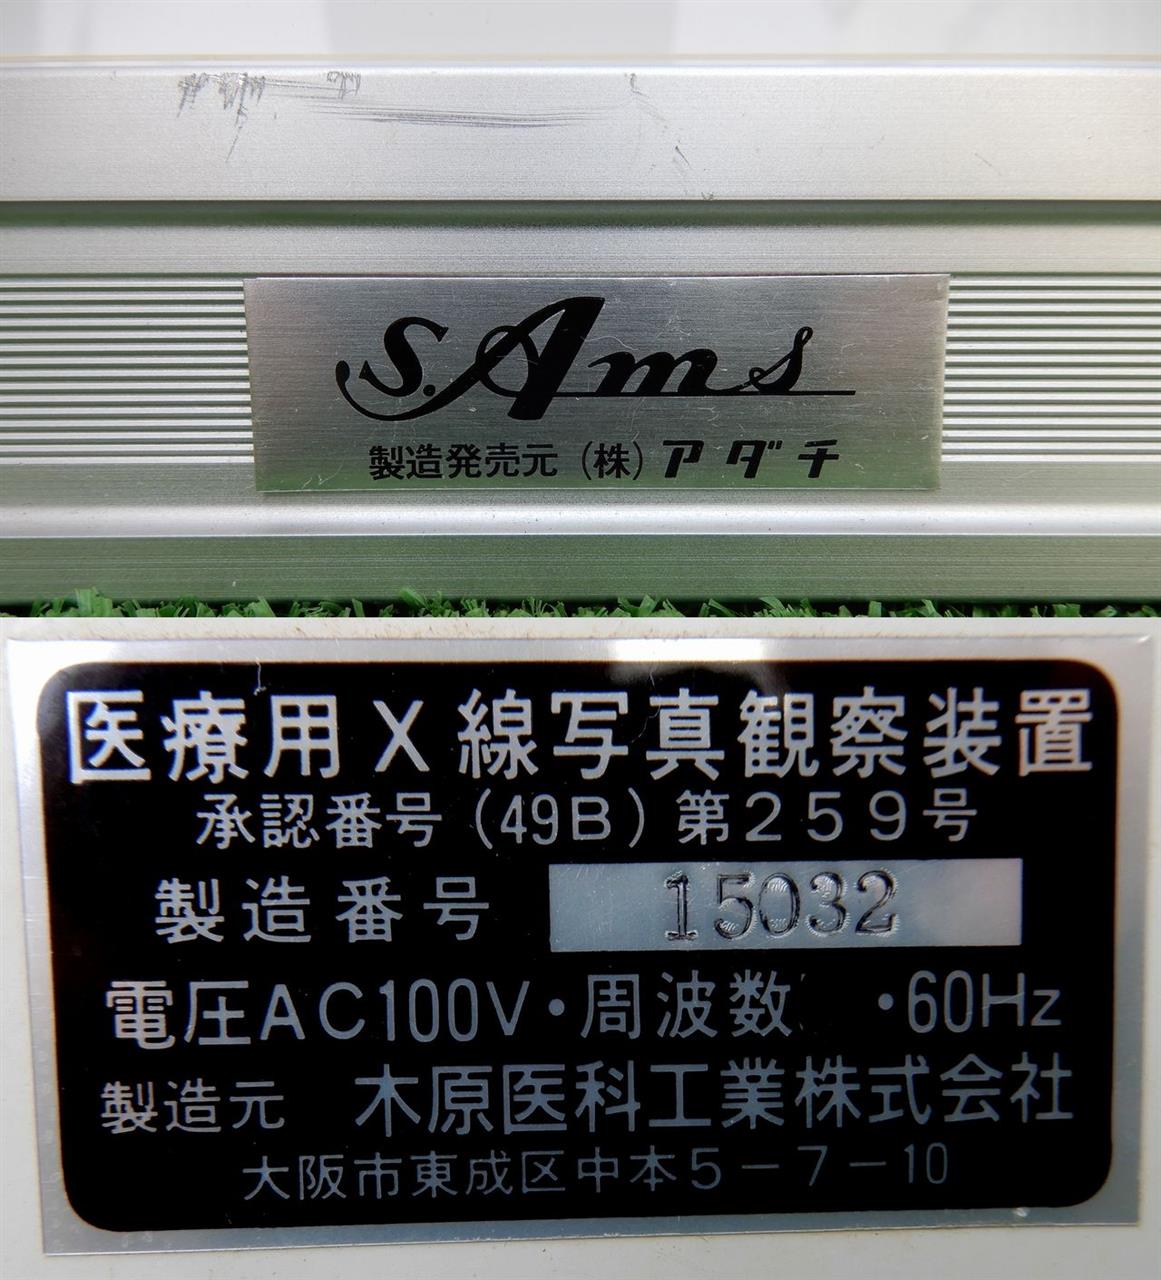 S.Ams
製造発売元 (株) アダチ
医療用X線写真観察装置
承認番号 (49B) 第259号
製造番号 15032
電圧AC100V・周波数 ・60Hz
製造元 木原医科工業株式会社
大阪市東成区中本5-7-10